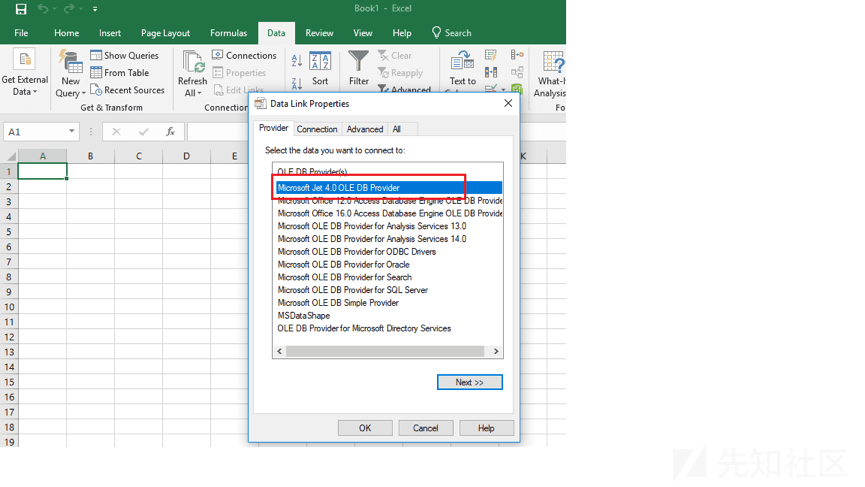 Book1 - Excel
File Home Insert Page Layout Formulas Data Review View Help Search
Get External Data
New Query
Show Queries
From Table
Recent Sources
Get & Transform
Refresh All
Connections
Properties
Edit Links
Sort
Filter
Clear
Reapply
Advanced
Text to
What-
Analysis
A1
fx
A B C D E K
Data Link Properties
Provider Connection Advanced All
Select the data you want to connect to:
OLE DB Provider(s)
Microsoft Jet 4.0 OLE DB Provider
Microsoft Office 12.0 Access Database Engine OLE DB Provide
Microsoft Office 16.0 Access Database Engine OLE DB Provide
Microsoft OLE DB Provider for Analysis Services 13.0
Microsoft OLE DB Provider for Analysis Services 14.0
Microsoft OLE DB Provider for ODBC Drivers
Microsoft OLE DB Provider for Oracle
Microsoft OLE DB Provider for Search
Microsoft OLE DB Provider for SQL Server
Microsoft OLE DB Simple Provider
MSDataShape
OLE DB Provider for Microsoft Directory Services
Next >>
OK Cancel Help
1
2
3
4
5
6
7
8
9
10
11
12
13
14
15
16
17
18
19
先知社区